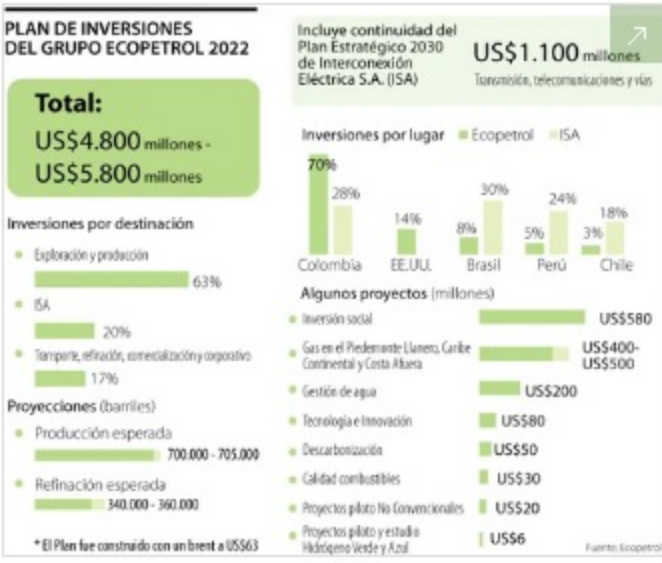 PLAN DE INVERSIONES
DEL GRUPO ECOPETROL 2022
Total:
US$4.800 millones -
US$5.800 millones
Inversiones por destinación
Exploración y producción
63%
ISA
20%
Transporte, refinación, comercialización y corporativo
17%
Proyecciones (barriles)
Producción esperada
700.000 - 705.000
Refinación esperada
340.000 - 360.000
* El Plan fue construido con un brent a US$63
Incluye continuidad del
Plan Estratégico 2030
de Interconexión
Eléctrica S.A. (ISA)
US$1.100 millones
Transmisión, telecomunicaciones y vías
Inversiones por lugar
Ecopetrol
ISA
70%
28%
14%
8%
30%
5%
24%
3%
18%
Colombia
EE.UU.
Brasil
Perú
Chile
Algunos proyectos (millones)
Inversión social
US$580
Gas en el Piedemonte Llanero, Caribe
Continental y Costa Afuera
US$400-
US$500
Gestión de agua
US$200
Tecnología e Innovación
US$80
Descarbonización
US$50
Calidad combustibles
US$30
Proyectos piloto No Convencionales
US$20
Proyectos piloto y estudio
Hidrógeno Verde y Azul
US$6
Fuente: Ecopetrol